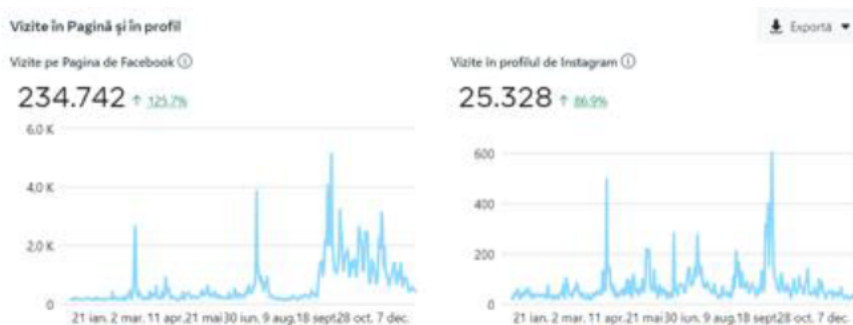 Vizite în Pagină și în profil
Exportă
Vizite pe Pagina de Facebook
234.742 ↑ 125.7%
6.0 K
4.0 K
2.0 K
0
21 ian. 2 mar. 11 apr. 21 mai 30 iun. 9 aug. 18 sept 28 oct. 7 dec.
Vizite în profilul de Instagram
25.328 ↑ 86.9%
600
400
200
0
21 ian. 2 mar. 11 apr. 21 mai 30 iun. 9 aug. 18 sept 28 oct. 7 dec.